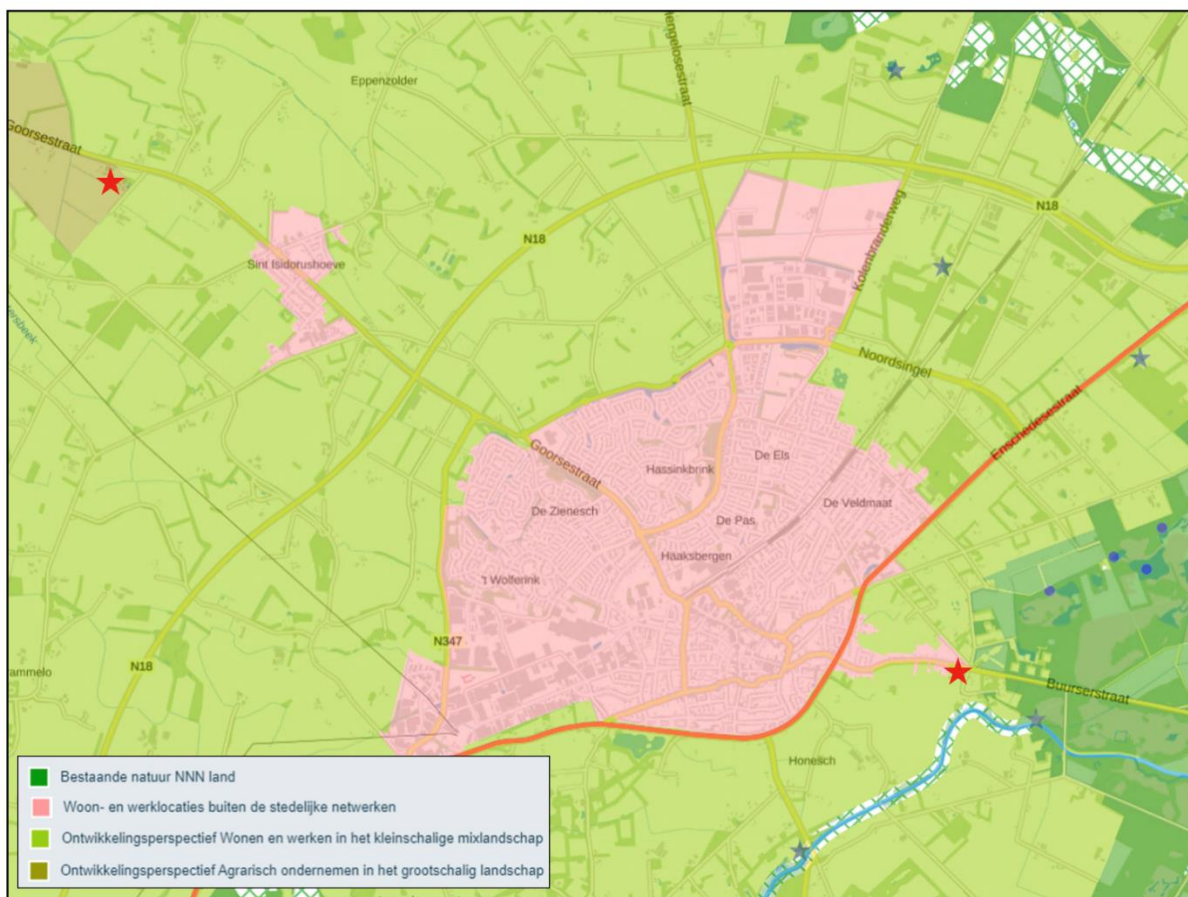 Hengelosestraat
Eppenzolder
Goorsestraat
N18
N18
Kolenbranderweg
Sint Isidorushoeve
Noordsingel
Enschedesestraat
Goorsestraat
De Els
Hassinkbrink
De Veldmaat
De Zienesch
De Pas
Haaksbergen
't Wolferink
N347
N18
ammelo
Buurserstraat
Honesch
Bestaande natuur NNN land
Woon- en werklocaties buiten de stedelijke netwerken
Ontwikkelingsperspectief Wonen en werken in het kleinschalige mixlandschap
Ontwikkelingsperspectief Agrarisch ondernemen in het grootschalig landschap